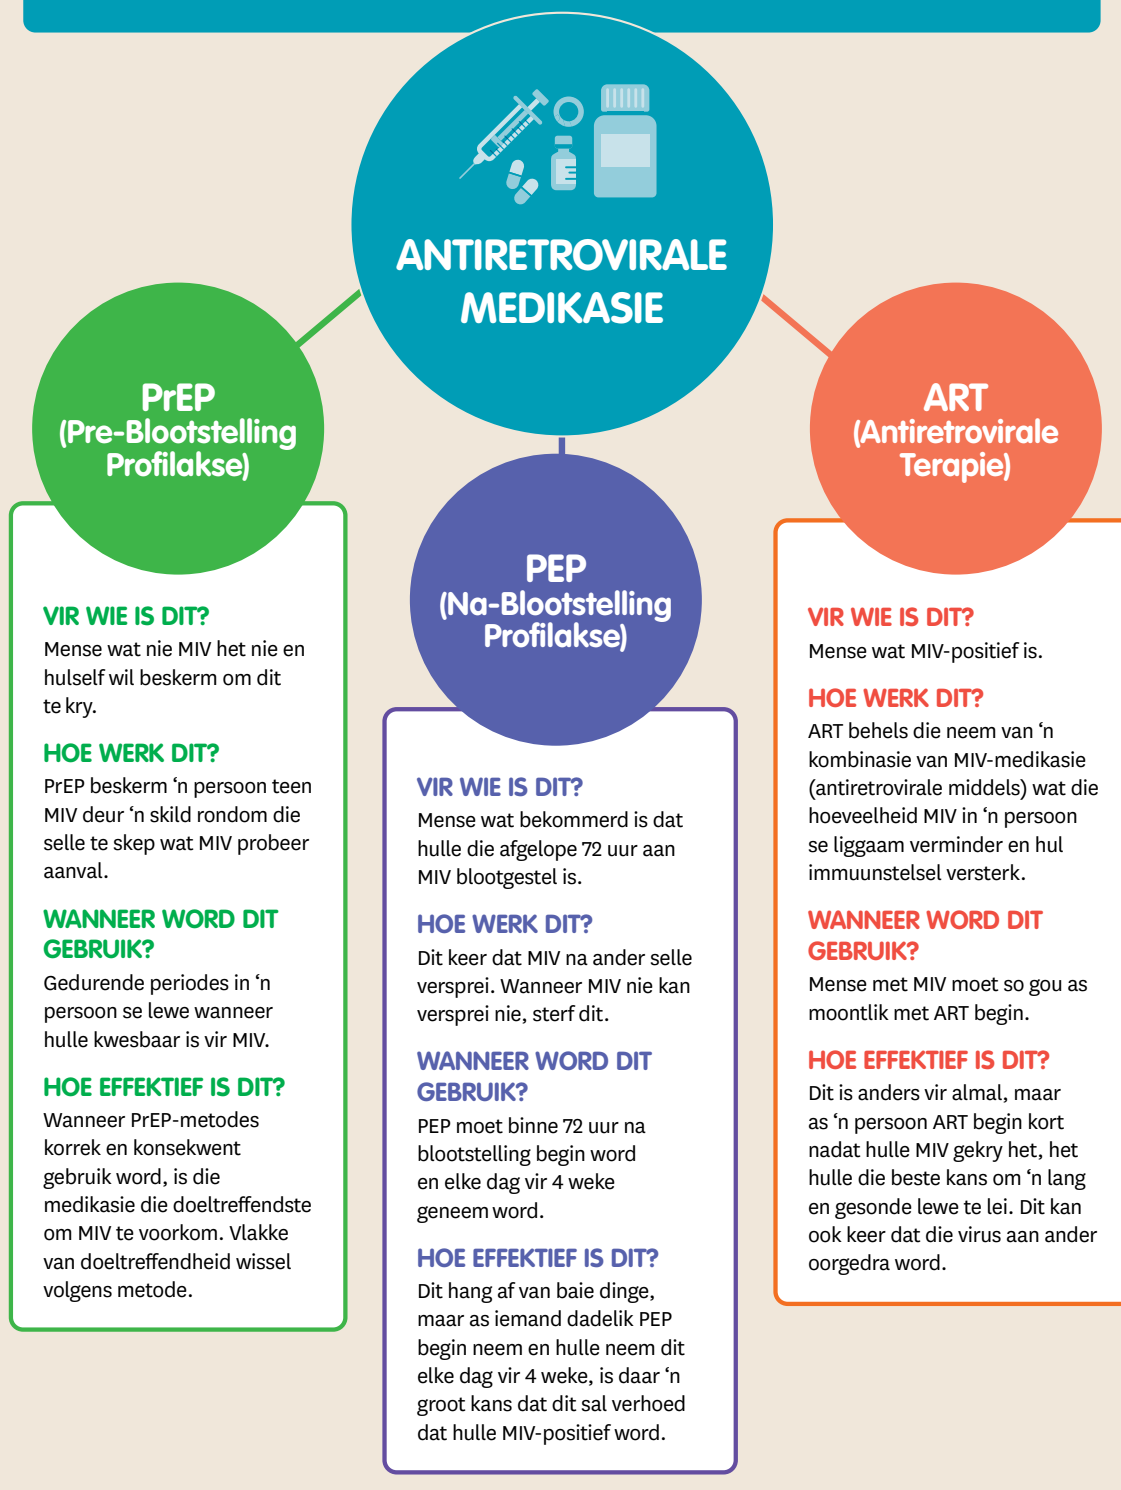 ANTIRETROVIRALE
MEDIKASIE
PrEP
(Pre-Blootstelling
Profilakse)
VIR WIE IS DIT?
Mense wat nie MIV het nie en
hulself wil beskerm om dit
te kry.
HOE WERK DIT?
PrEP beskerm ‘n persoon teen
MIV deur ‘n skild rondom die
selle te skep wat MIV probeer
aanval.
WANNEER WORD DIT
GEBRUIK?
Gedurende periodes in ‘n
persoon se lewe wanneer
hulle kwesbaar is vir MIV.
HOE EFFEKTIEF IS DIT?
Wanneer PrEP-metodes
korrek en konsekwent
gebruik word, is die
medikasie die doeltreffendste
om MIV te voorkom. Vlakke
van doeltreffendheid wissel
volgens metode.
PEP
(Na-Blootstelling
Profilakse)
VIR WIE IS DIT?
Mense wat bekommerd is dat
hulle die afgelope 72 uur aan
MIV blootgestel is.
HOE WERK DIT?
Dit keer dat MIV na ander selle
versprei. Wanneer MIV nie kan
versprei nie, sterf dit.
WANNEER WORD DIT
GEBRUIK?
PEP moet binne 72 uur na
blootstelling begin word
en elke dag vir 4 weke
geneem word.
HOE EFFEKTIEF IS DIT?
Dit hang af van baie dinge,
maar as iemand dadelik PEP
begin neem en hulle neem dit
elke dag vir 4 weke, is daar ‘n
groot kans dat dit sal verhoed
dat hulle MIV-positief word.
ART
(Antiretrovirale
Terapie)
VIR WIE IS DIT?
Mense wat MIV-positief is.
HOE WERK DIT?
ART behels die neem van ‘n
kombinasie van MIV-medikasie
(antiretrovirale middels) wat die
hoeveelheid MIV in ‘n persoon
se liggaam verminder en hul
immuunstelsel versterk.
WANNEER WORD DIT
GEBRUIK?
Mense met MIV moet so gou as
moontlik met ART begin.
HOE EFFEKTIEF IS DIT?
Dit is anders vir almal, maar
as ‘n persoon ART begin kort
nadat hulle MIV gekry het, het
hulle die beste kans om ‘n lang
en gesonde lewe te lei. Dit kan
ook keer dat die virus aan ander
oorgedra word.